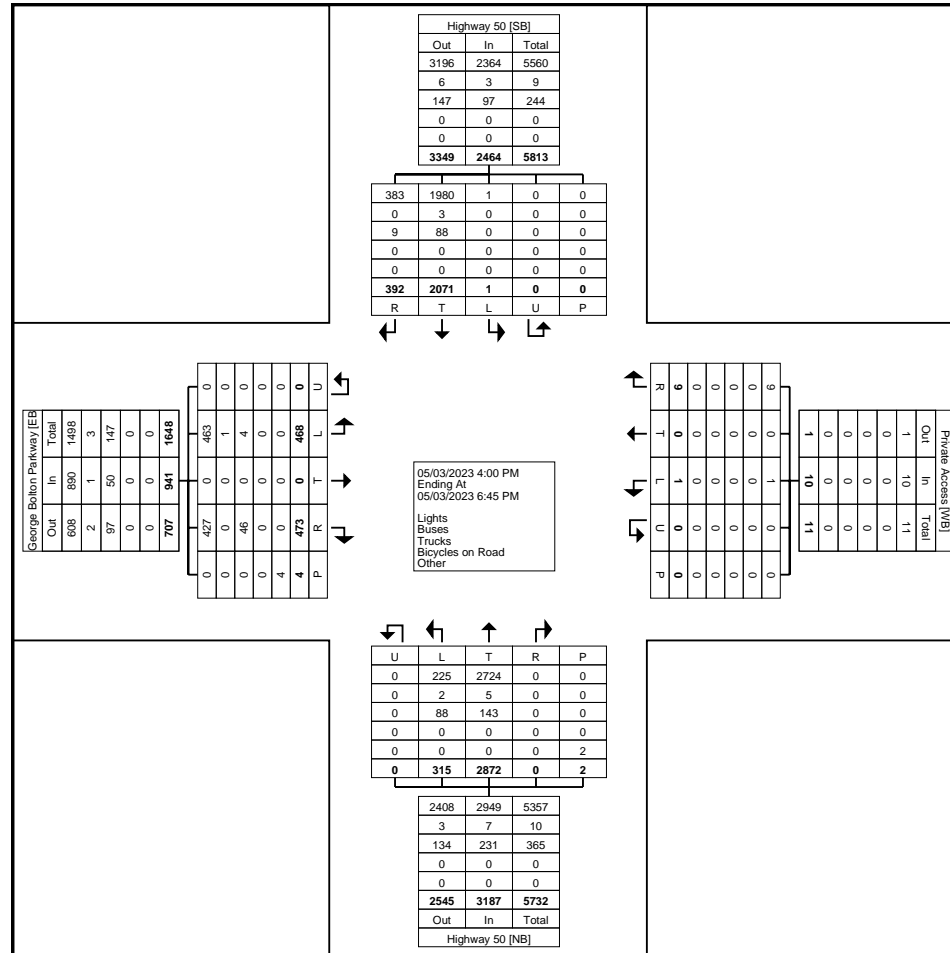 Highway 50 [SB]
Out In Total
3196 2364 5560
6 3 9
147 97 244
0 0 0
0 0 0
3349 2464 5813
383 1980 1 0 0
0 3 0 0 0
9 88 0 0 0
0 0 0 0 0
0 0 0 0 0
392 2071 1 0 0
R T L U P
George Bolton Parkway [EB
Total 1498 3 147 0 0 1648
In 890 1 50 0 0 941
Out 608 2 97 0 0 707
0 0 0 0 0 0 U
463 1 4 0 0 468 L
0 0 0 0 0 0 T
427 0 46 0 0 473 R
0 0 0 0 4 4 P
05/03/2023 4:00 PM
Ending At
05/03/2023 6:45 PM
Lights
Buses
Trucks
Bicycles on Road
Other
R 9 0 0 0 0 9
T 0 0 0 0 0 0
L 1 0 0 0 0 1
U 0 0 0 0 0 0
P 0 0 0 0 0 0
Private Access [WB]
Out In Total
1 10 11
0 0 0
0 0 0
0 0 0
0 0 0
1 10 11
U L T R P
0 225 2724 0 0
0 2 5 0 0
0 88 143 0 0
0 0 0 0 0
0 0 0 0 2
0 315 2872 0 2
2408 2949 5357
3 7 10
134 231 365
0 0 0
0 0 0
2545 3187 5732
Out In Total
Highway 50 [NB]